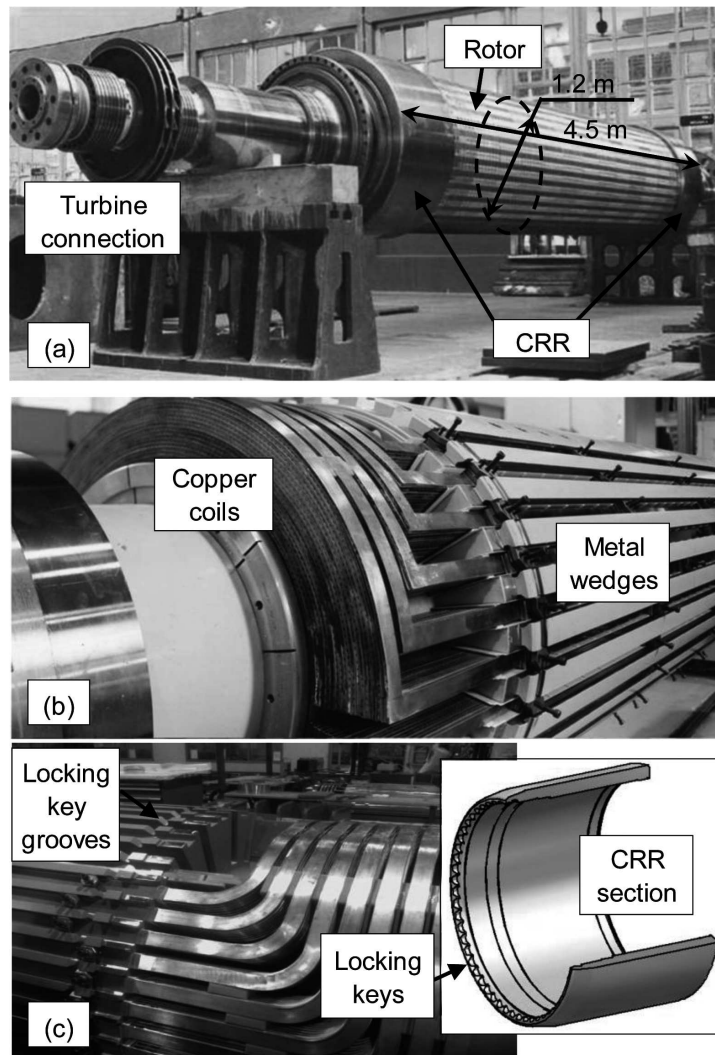 Rotor
1.2 m
4.5 m
Turbine
connection
CRR
(a)
Copper
coils
Metal
wedges
(b)
Locking
key
grooves
CRR
section
Locking
keys
(c)